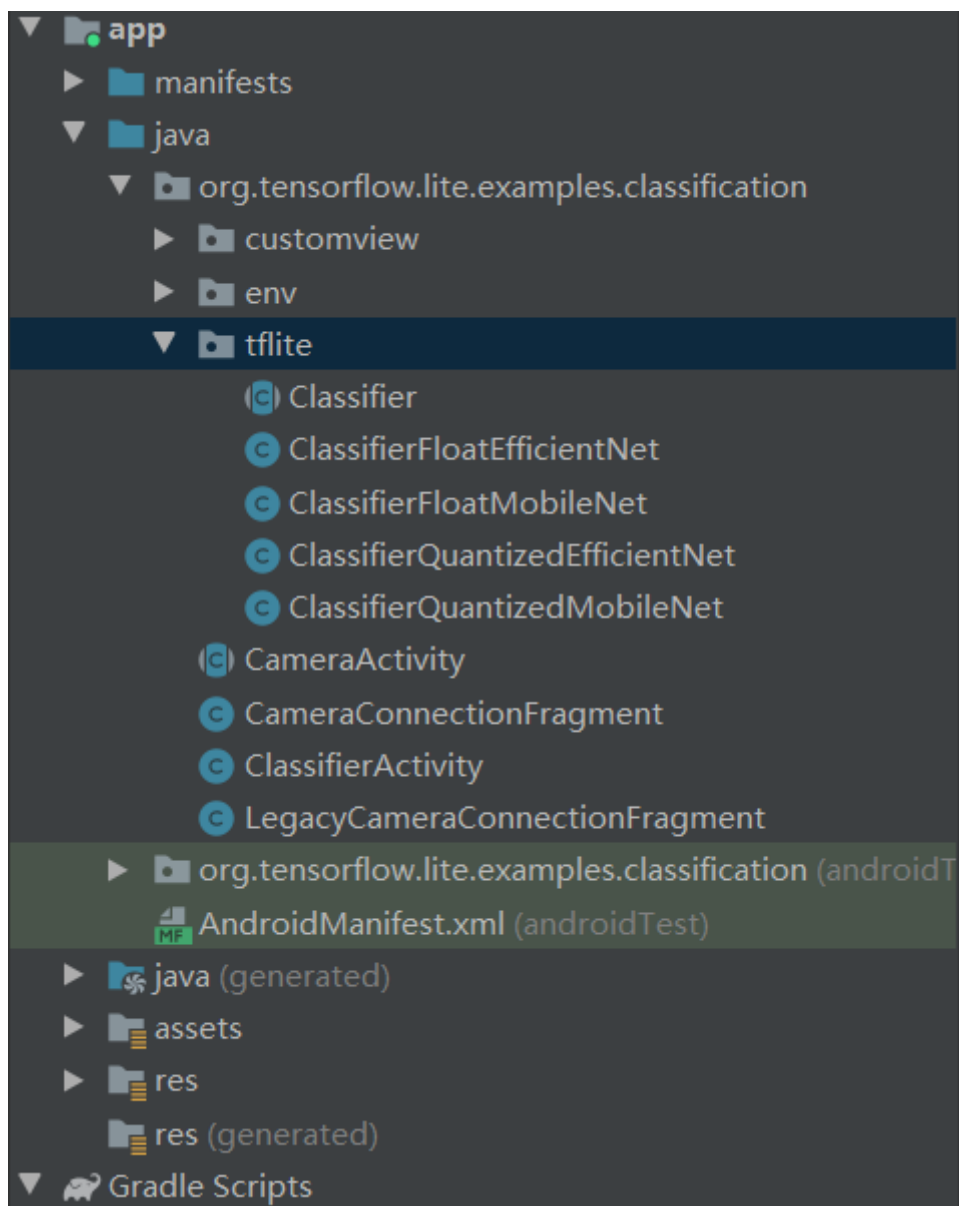 app
manifests
java
org.tensorflow.lite.examples.classification
customview
env
tflite
Classifier
ClassifierFloatEfficientNet
ClassifierFloatMobileNet
ClassifierQuantizedEfficientNet
ClassifierQuantizedMobileNet
CameraActivity
CameraConnectionFragment
ClassifierActivity
LegacyCameraConnectionFragment
org.tensorflow.lite.examples.classification (androidT
MF AndroidManifest.xml (androidTest)
java (generated)
assets
res
res (generated)
Gradle Scripts